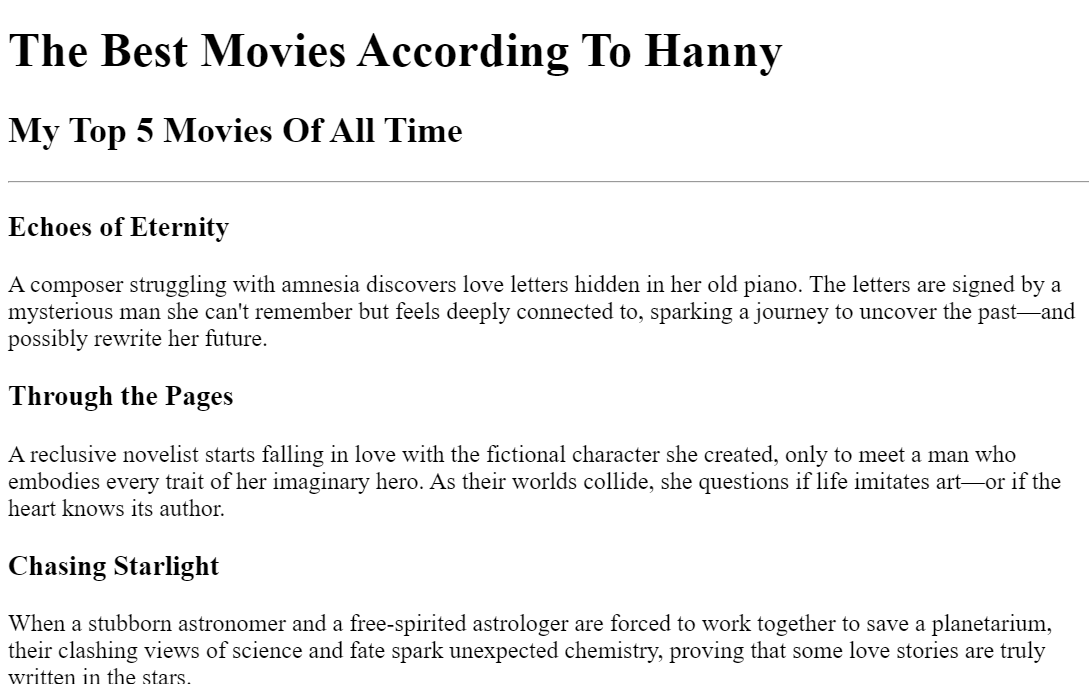 The Best Movies According To Hanny
My Top 5 Movies Of All Time
Echoes of Eternity
A composer struggling with amnesia discovers love letters hidden in her old piano. The letters are signed by a
mysterious man she can't remember but feels deeply connected to, sparking a journey to uncover the past—and
possibly rewrite her future.
Through the Pages
A reclusive novelist starts falling in love with the fictional character she created, only to meet a man who
embodies every trait of her imaginary hero. As their worlds collide, she questions if life imitates art—or if the
heart knows its author.
Chasing Starlight
When a stubborn astronomer and a free-spirited astrologer are forced to work together to save a planetarium,
their clashing views of science and fate spark unexpected chemistry, proving that some love stories are truly
written in the stars.